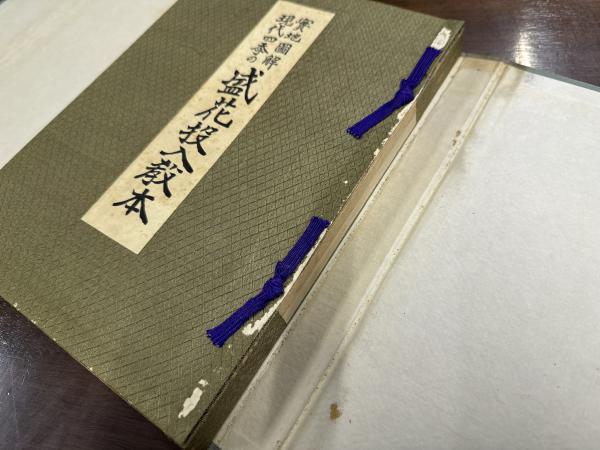 實地圖解
現代四季の
盛花投入教本